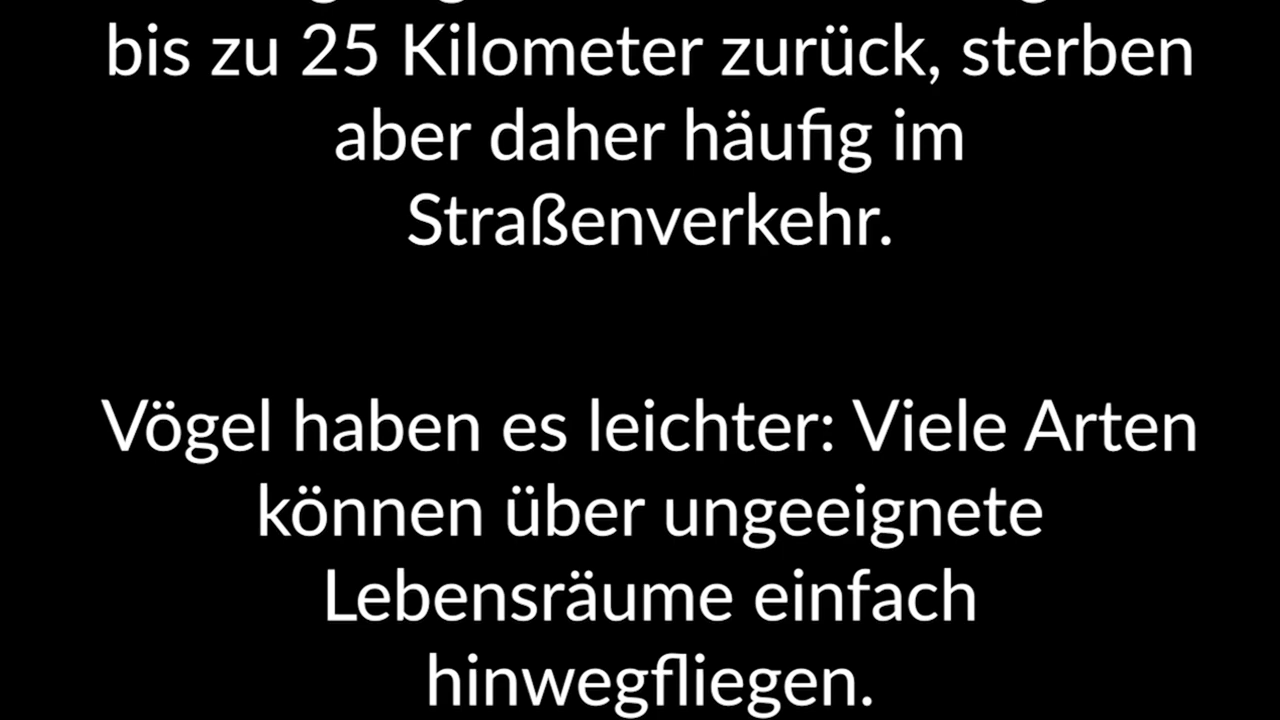 bis zu 25 Kilometer zurück, sterben
aber daher häufig im
Straßenverkehr.
Vögel haben es leichter: Viele Arten
können über ungeeignete
Lebensräume einfach
hinwegfliegen.